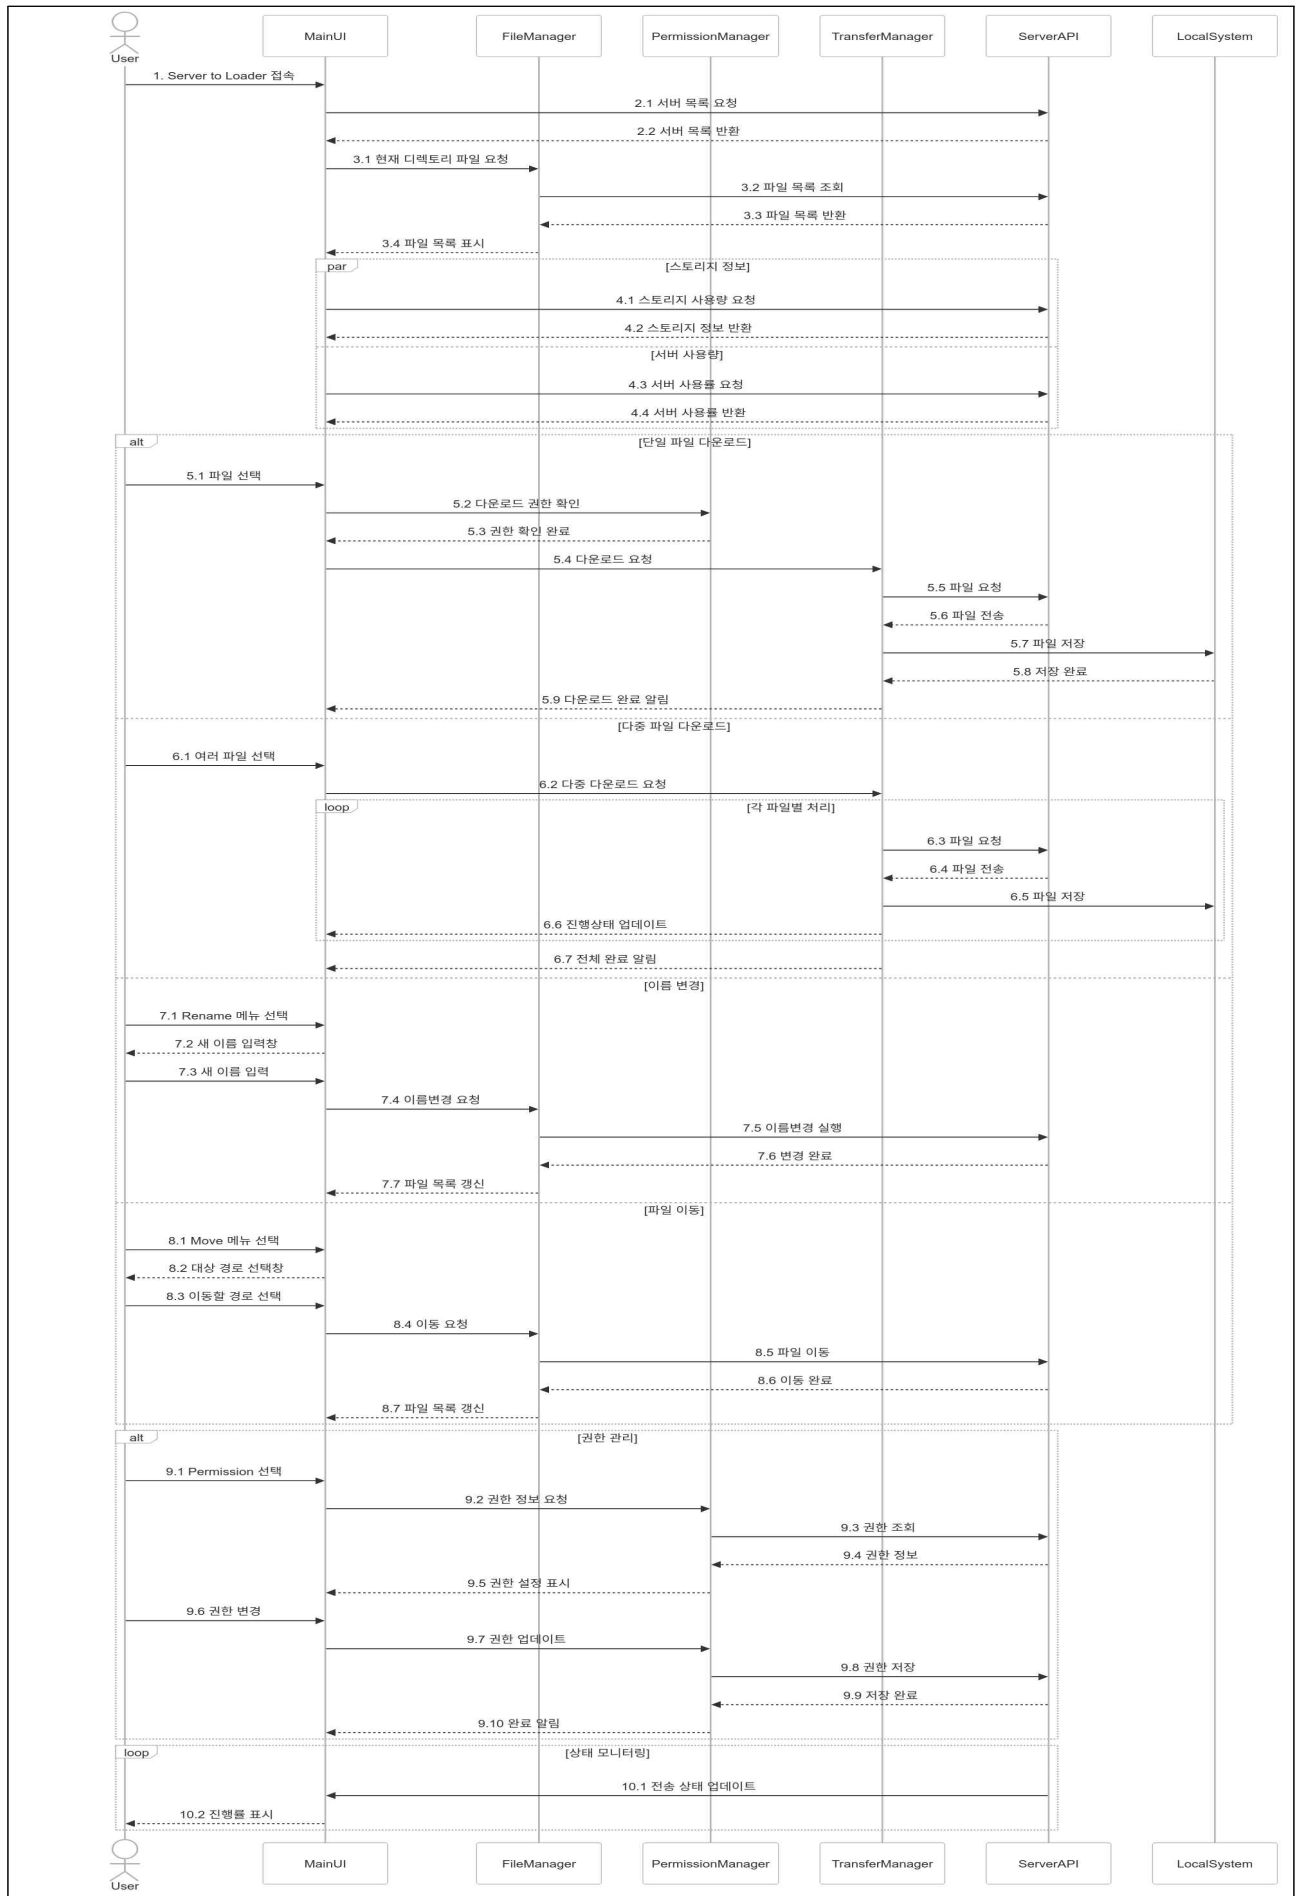 User
MainUI
FileManager
PermissionManager
TransferManager
ServerAPI
LocalSystem
1. Server to Loader 접속
2.1 서버 목록 요청
2.2 서버 목록 반환
3.1 현재 디렉토리 파일 요청
3.2 파일 목록 조회
3.3 파일 목록 반환
3.4 파일 목록 표시
par
[스토리지 정보]
4.1 스토리지 사용량 요청
4.2 스토리지 정보 반환
[서버 사용량]
4.3 서버 사용률 요청
4.4 서버 사용률 반환
alt
[단일 파일 다운로드]
5.1 파일 선택
5.2 다운로드 권한 확인
5.3 권한 확인 완료
5.4 다운로드 요청
5.5 파일 요청
5.6 파일 전송
5.7 파일 저장
5.8 저장 완료
5.9 다운로드 완료 알림
[다중 파일 다운로드]
6.1 여러 파일 선택
6.2 다중 다운로드 요청
loop
[각 파일별 처리]
6.3 파일 요청
6.4 파일 전송
6.5 파일 저장
6.6 진행상태 업데이트
6.7 전체 완료 알림
[이름 변경]
7.1 Rename 메뉴 선택
7.2 새 이름 입력창
7.3 새 이름 입력
7.4 이름변경 요청
7.5 이름변경 실행
7.6 변경 완료
7.7 파일 목록 갱신
[파일 이동]
8.1 Move 메뉴 선택
8.2 대상 경로 선택창
8.3 이동할 경로 선택
8.4 이동 요청
8.5 파일 이동
8.6 이동 완료
8.7 파일 목록 갱신
alt
[권한 관리]
9.1 Permission 선택
9.2 권한 정보 요청
9.3 권한 조회
9.4 권한 정보
9.5 권한 설정 표시
9.6 권한 변경
9.7 권한 업데이트
9.8 권한 저장
9.9 저장 완료
9.10 완료 알림
loop
[상태 모니터링]
10.1 전송 상태 업데이트
10.2 진행률 표시
User
MainUI
FileManager
PermissionManager
TransferManager
ServerAPI
LocalSystem